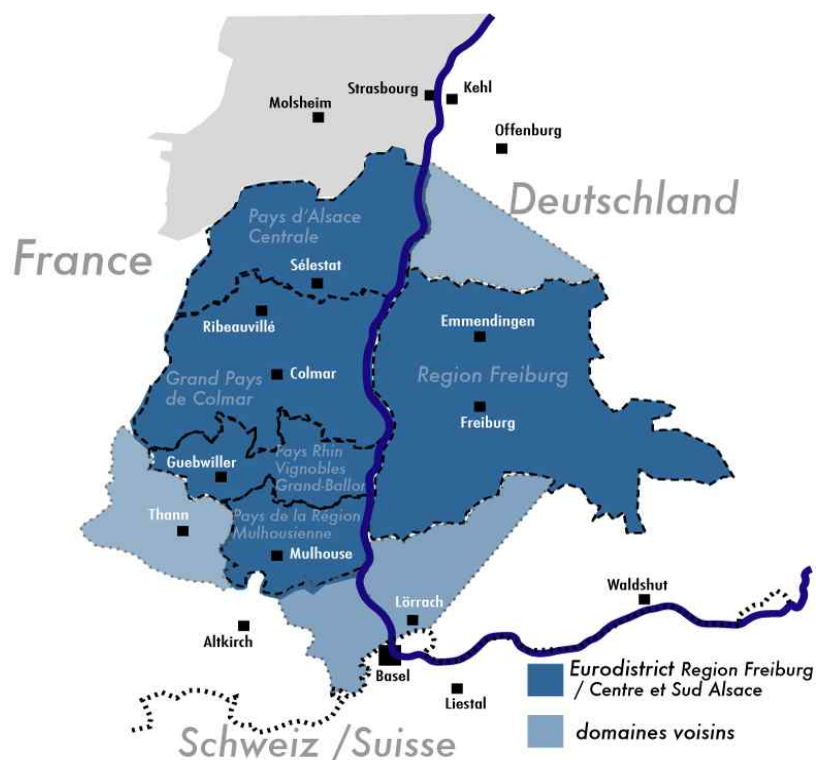 Strasbourg
Kehl
Molsheim
Offenburg
Deutschland
Pays d'Alsace
Centrale
France
Sélestat
Ribeauvillé
Emmendingen
Grand Pays
de Colmar
Colmar
Region Freiburg
Freiburg
Guebwiller
Pays Rhin
Vignobles
Grand-Ballon
Thann
Pays de la Région
Mulhousienne
Mulhouse
Waldshut
Lörrach
Altkirch
Basel
Liestal
Eurodistrict Region Freiburg
/ Centre et Sud Alsace
domaines voisins
Schweiz /Suisse